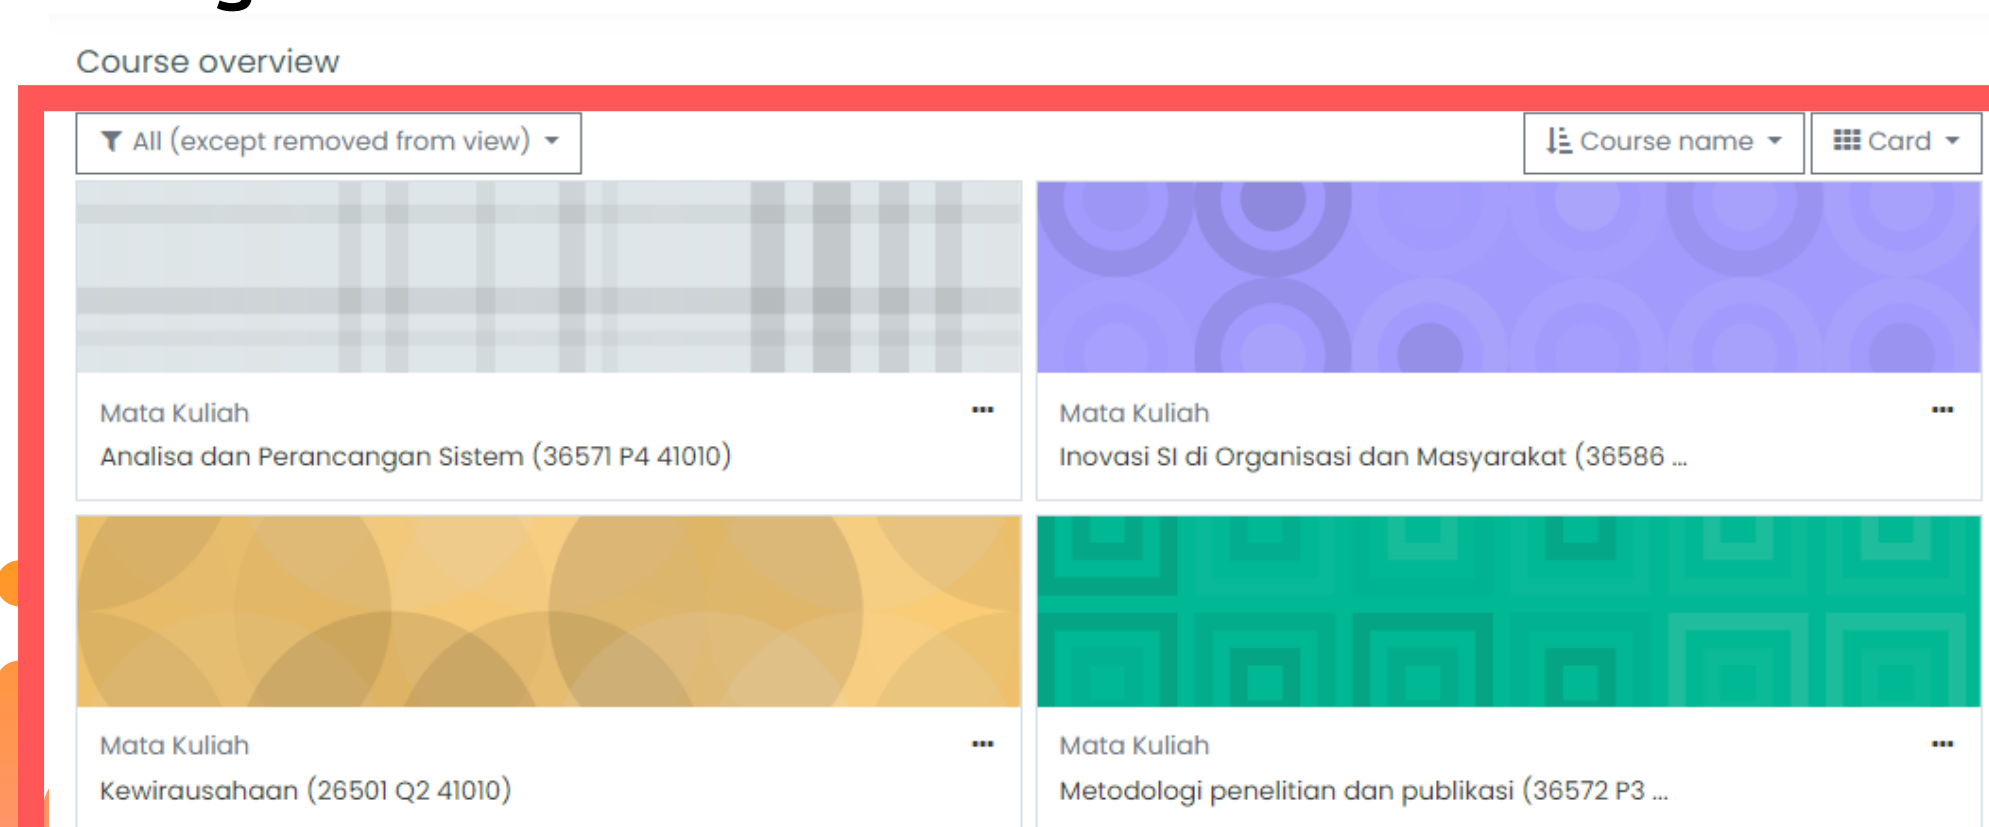 Course overview
All (except removed from view)
Course name
Card
Mata Kuliah
...
Analisa dan Perancangan Sistem (36571 P4 41010)
Mata Kuliah
...
Inovasi SI di Organisasi dan Masyarakat (36586 ...
Mata Kuliah
...
Kewirausahaan (26501 Q2 41010)
Mata Kuliah
...
Metodologi penelitian dan publikasi (36572 P3 ...